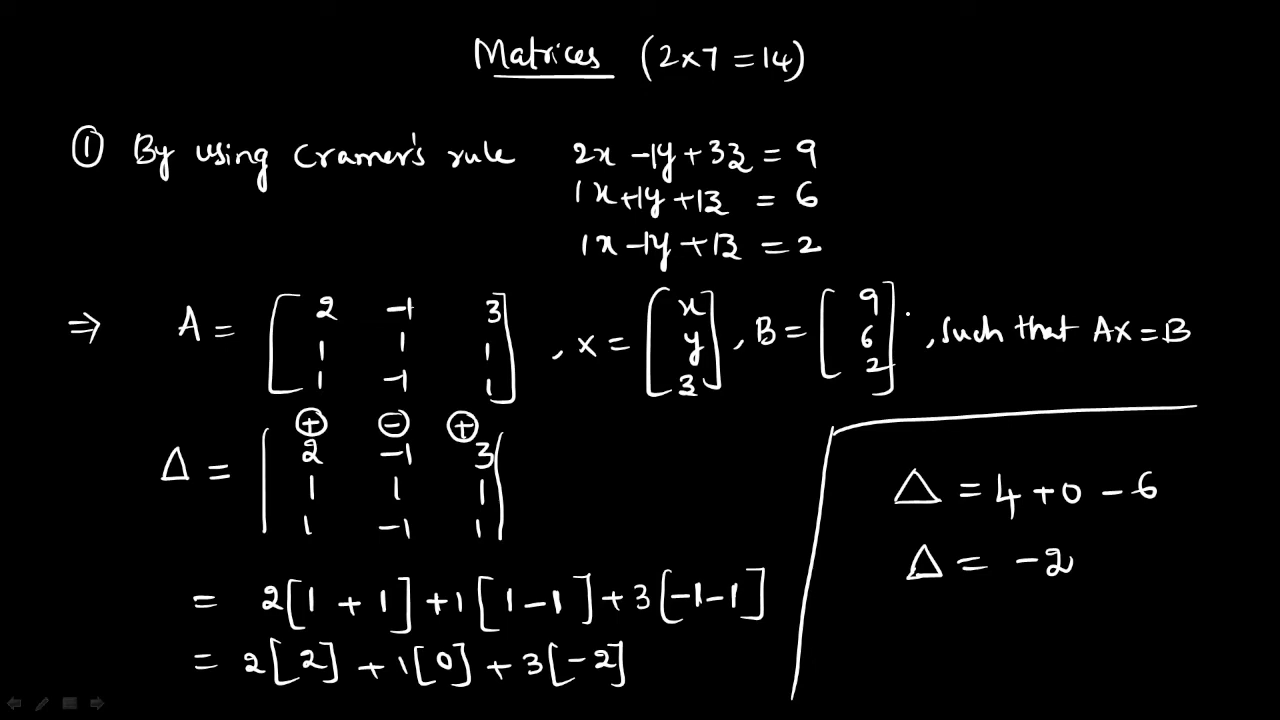 Matrices (2x7 = 14)
① By using Cramer's rule 2x -1y + 3z = 9
1x +1y +1z = 6
1x -1y +1z = 2
⇒ A = [2 -1 3
1 1 1
1 -1 1], x = [x
y
z], B = [9
6
2], such that AX = B
⊕ ⊖ ⊕
Δ = |2 -1 3|
|1 1 1|
|1 -1 1|
= 2[1 + 1] +1[1 -1] +3[-1-1]
= 2[2] +1[0] +3[-2]
Δ = 4 +0 -6
Δ = -2